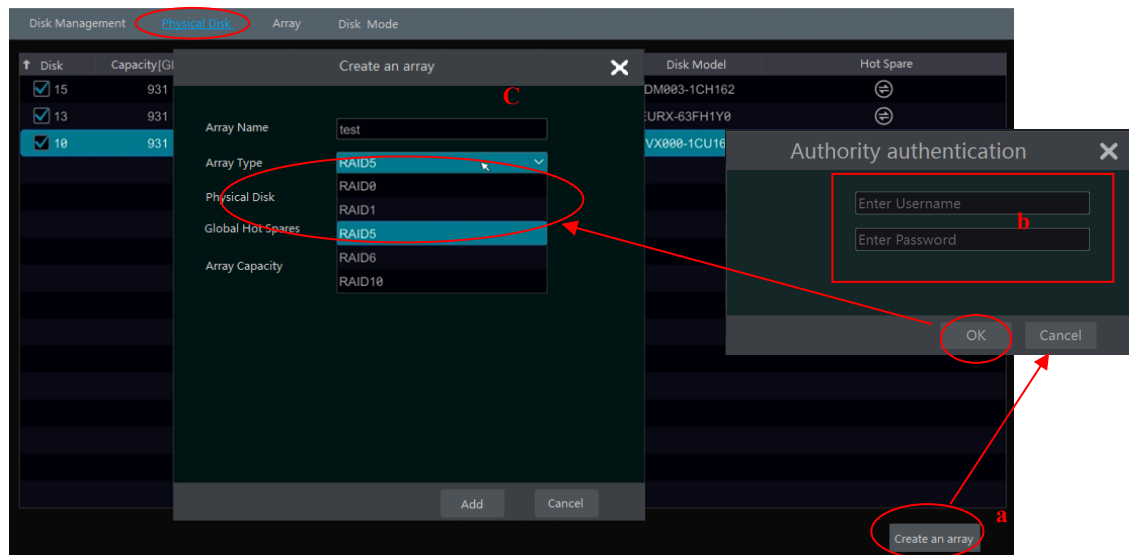 Disk Management Physical Disk Array Disk Mode
Disk Capacity[G Create an array Disk Model Hot Spare
15 931 DM003-1CH162
C
13 931 EURX-63FH1Y0
Array Name test
10 931 VX000-1CU16
Authority authentication
Array Type RAID5
RAID0
Physical Disk
Enter Username
RAID1
b
Global Hot Spares
RAID5
Enter Password
RAID6
Array Capacity
RAID10
OK Cancel
Add Cancel
a
Create an array